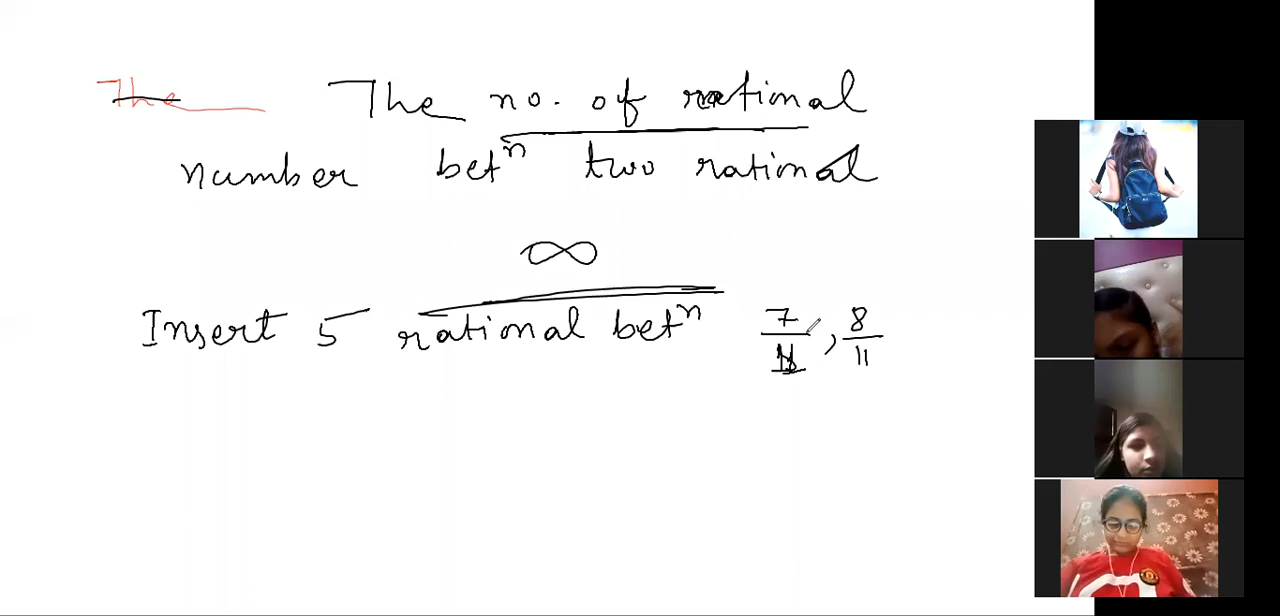 The The no. of rational
number betⁿ two rational
∞
Insert 5 rational betⁿ 7/11, 8/11